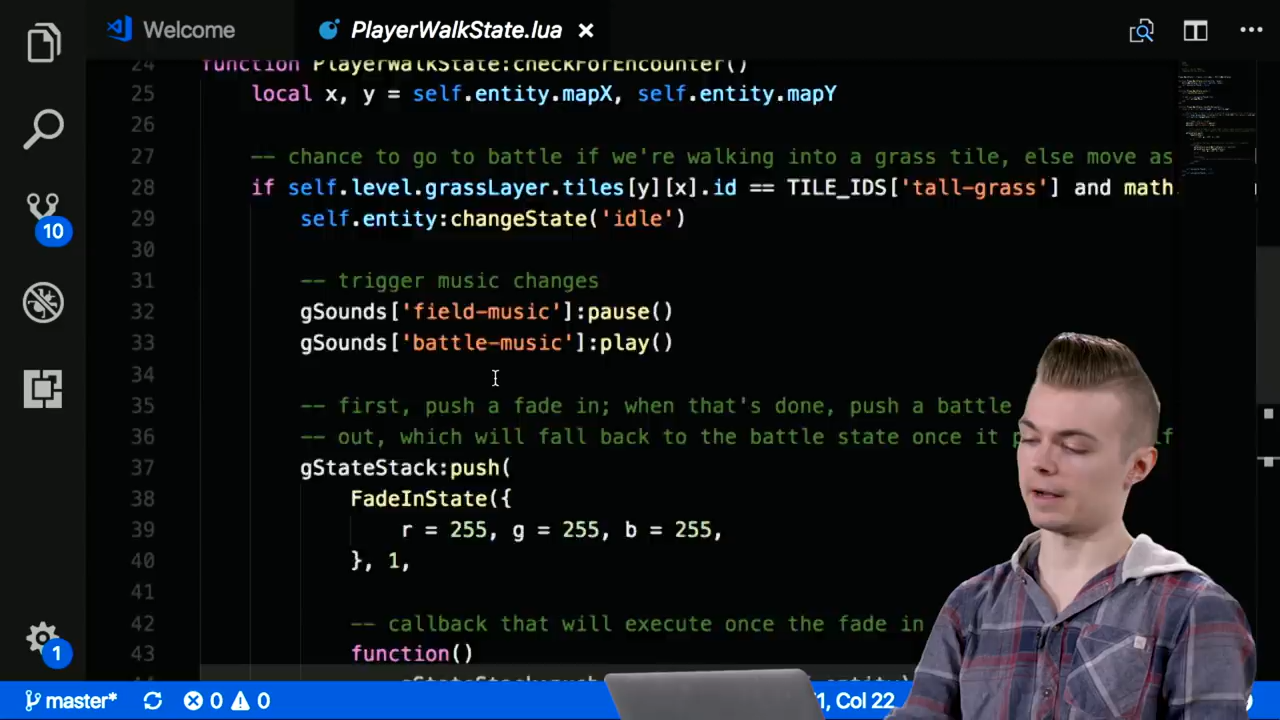 Welcome
PlayerWalkState.lua
24 function PlayerWalkState:checkForEncounter()
25 local x, y = self.entity.mapX, self.entity.mapY
26
27 -- chance to go to battle if we're walking into a grass tile, else move as
28 if self.level.grassLayer.tiles[y][x].id == TILE_IDS['tall-grass'] and math.
29 self.entity:changeState('idle')
30
31 -- trigger music changes
32 gSounds['field-music']:pause()
33 gSounds['battle-music']:play()
34
35 -- first, push a fade in; when that's done, push a battle
36 -- out, which will fall back to the battle state once it
37 gStateStack:push(
38 FadeInState({
39 r = 255, g = 255, b = 255,
40 }, 1,
41
42 -- callback that will execute once the fade in
43 function()
10
1
master*
0
0
Col 22